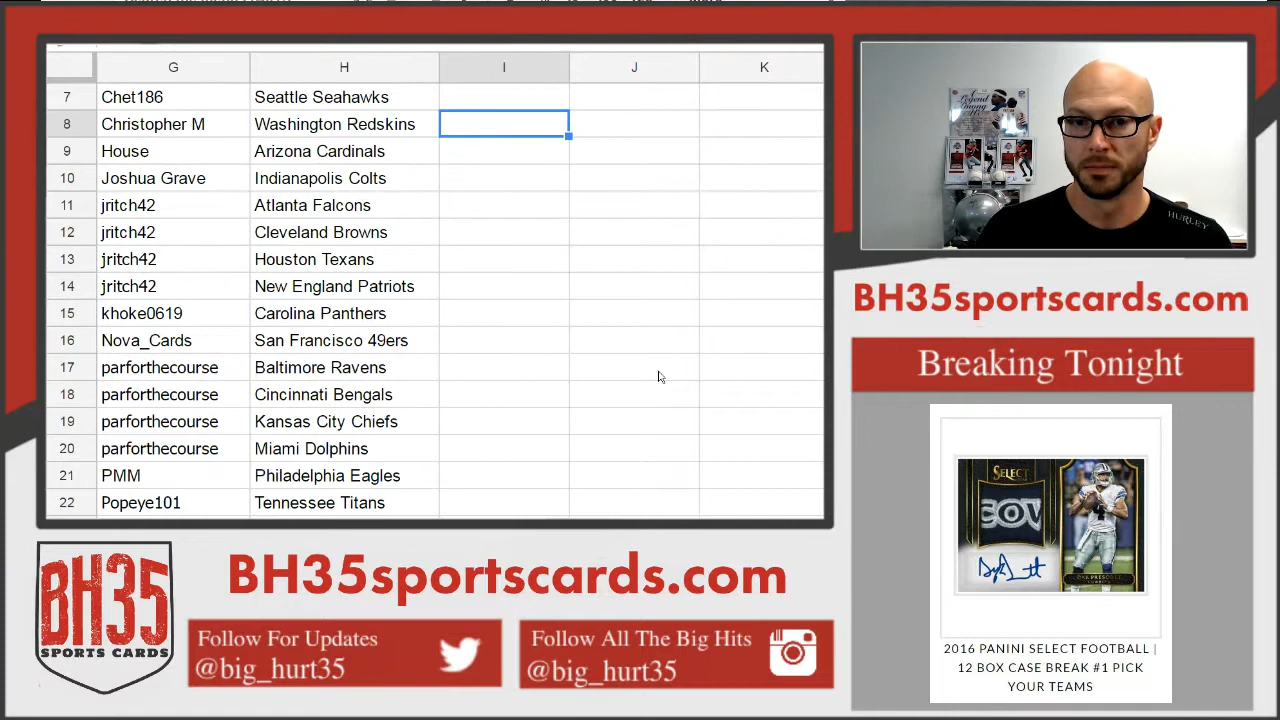 G H I J K
7 Chet186 Seattle Seahawks
8 Christopher M Washington Redskins
9 House Arizona Cardinals
10 Joshua Grave Indianapolis Colts
11 jritch42 Atlanta Falcons
12 jritch42 Cleveland Browns
13 jritch42 Houston Texans
14 jritch42 New England Patriots
15 khoke0619 Carolina Panthers
16 Nova_Cards San Francisco 49ers
17 parforthecourse Baltimore Ravens
18 parforthecourse Cincinnati Bengals
19 parforthecourse Kansas City Chiefs
20 parforthecourse Miami Dolphins
21 PMM Philadelphia Eagles
22 Popeye101 Tennessee Titans
Legend
HURLEY
BH35sportscards.com
Breaking Tonight
SELECT
COV
2016 PANINI SELECT FOOTBALL |
12 BOX CASE BREAK #1 PICK
YOUR TEAMS
BH35
SPORTS CARDS
BH35sportscards.com
Follow For Updates
@big_hurt35
Follow All The Big Hits
@big_hurt35